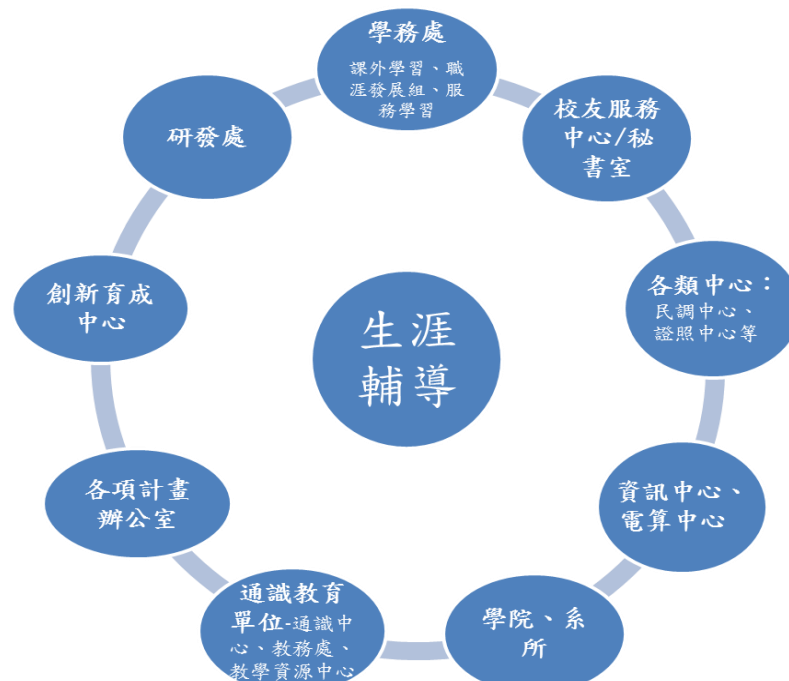 學務處
課外學習、職
涯發展組、服
務學習
校友服務
中心/秘
書室
各類中心：
民調中心、
證照中心等
資訊中心、
電算中心
學院、系
所
通識教育
單位-通識中
心、教務處、
教學資源中心
各項計畫
辦公室
創新育成
中心
研發處
生涯
輔導